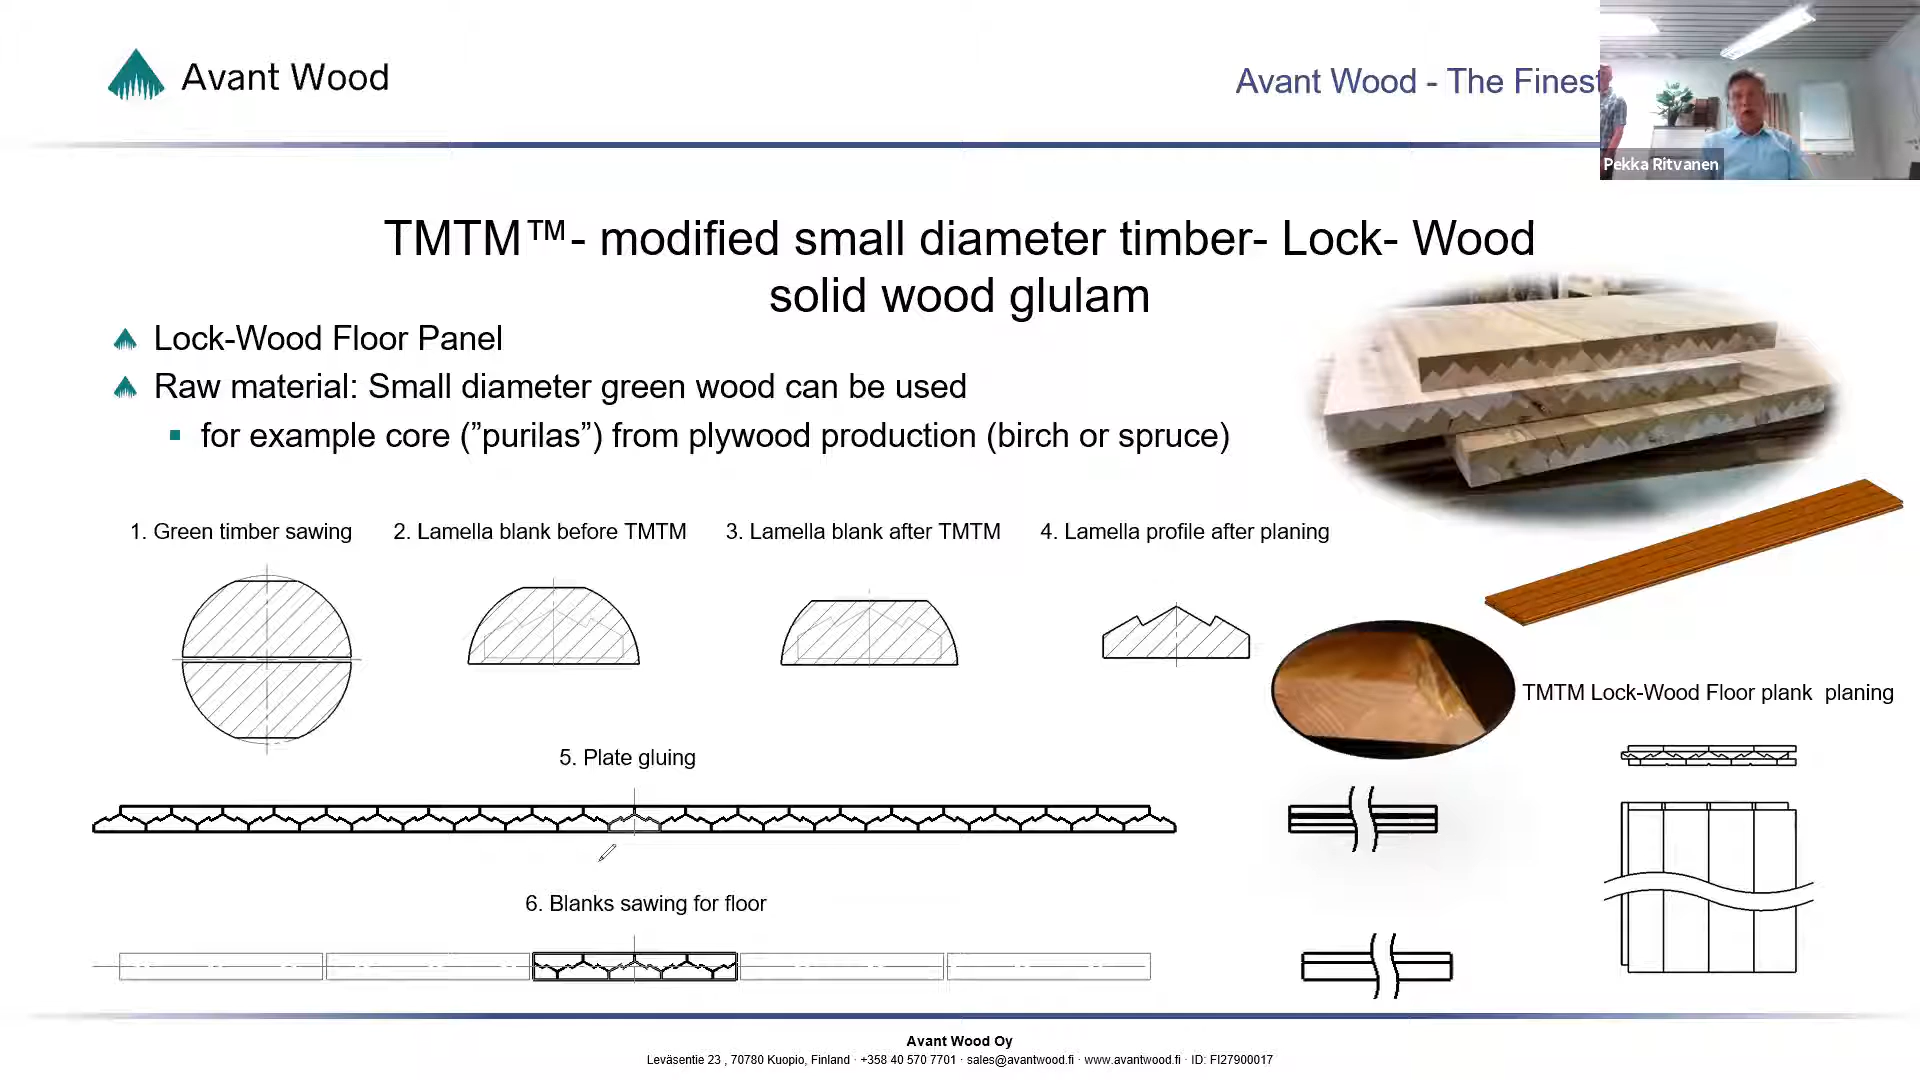 Avant Wood
Avant Wood - The Finest
Pekka Ritvanen
TMTM™- modified small diameter timber- Lock- Wood
solid wood glulam
Lock-Wood Floor Panel
Raw material: Small diameter green wood can be used
for example core (”purilas”) from plywood production (birch or spruce)
1. Green timber sawing
2. Lamella blank before TMTM
3. Lamella blank after TMTM
4. Lamella profile after planing
TMTM Lock-Wood Floor plank planing
5. Plate gluing
6. Blanks sawing for floor
Avant Wood Oy
Leväsentie 23 , 70780 Kuopio, Finland · +358 40 570 7701 · sales@avantwood.fi · www.avantwood.fi · ID: FI27900017